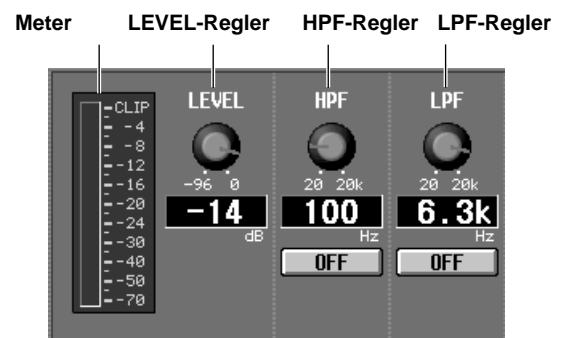 Meter LEVEL-Regler HPF-Regler LPF-Regler
LEVEL HPF LPF
CLIP
-4
-8
-12
-16
-20
-24
-30
-40
-50
-70
-96 0
-14
dB
20 20k
100
Hz
OFF
20 20k
6.3k
Hz
OFF